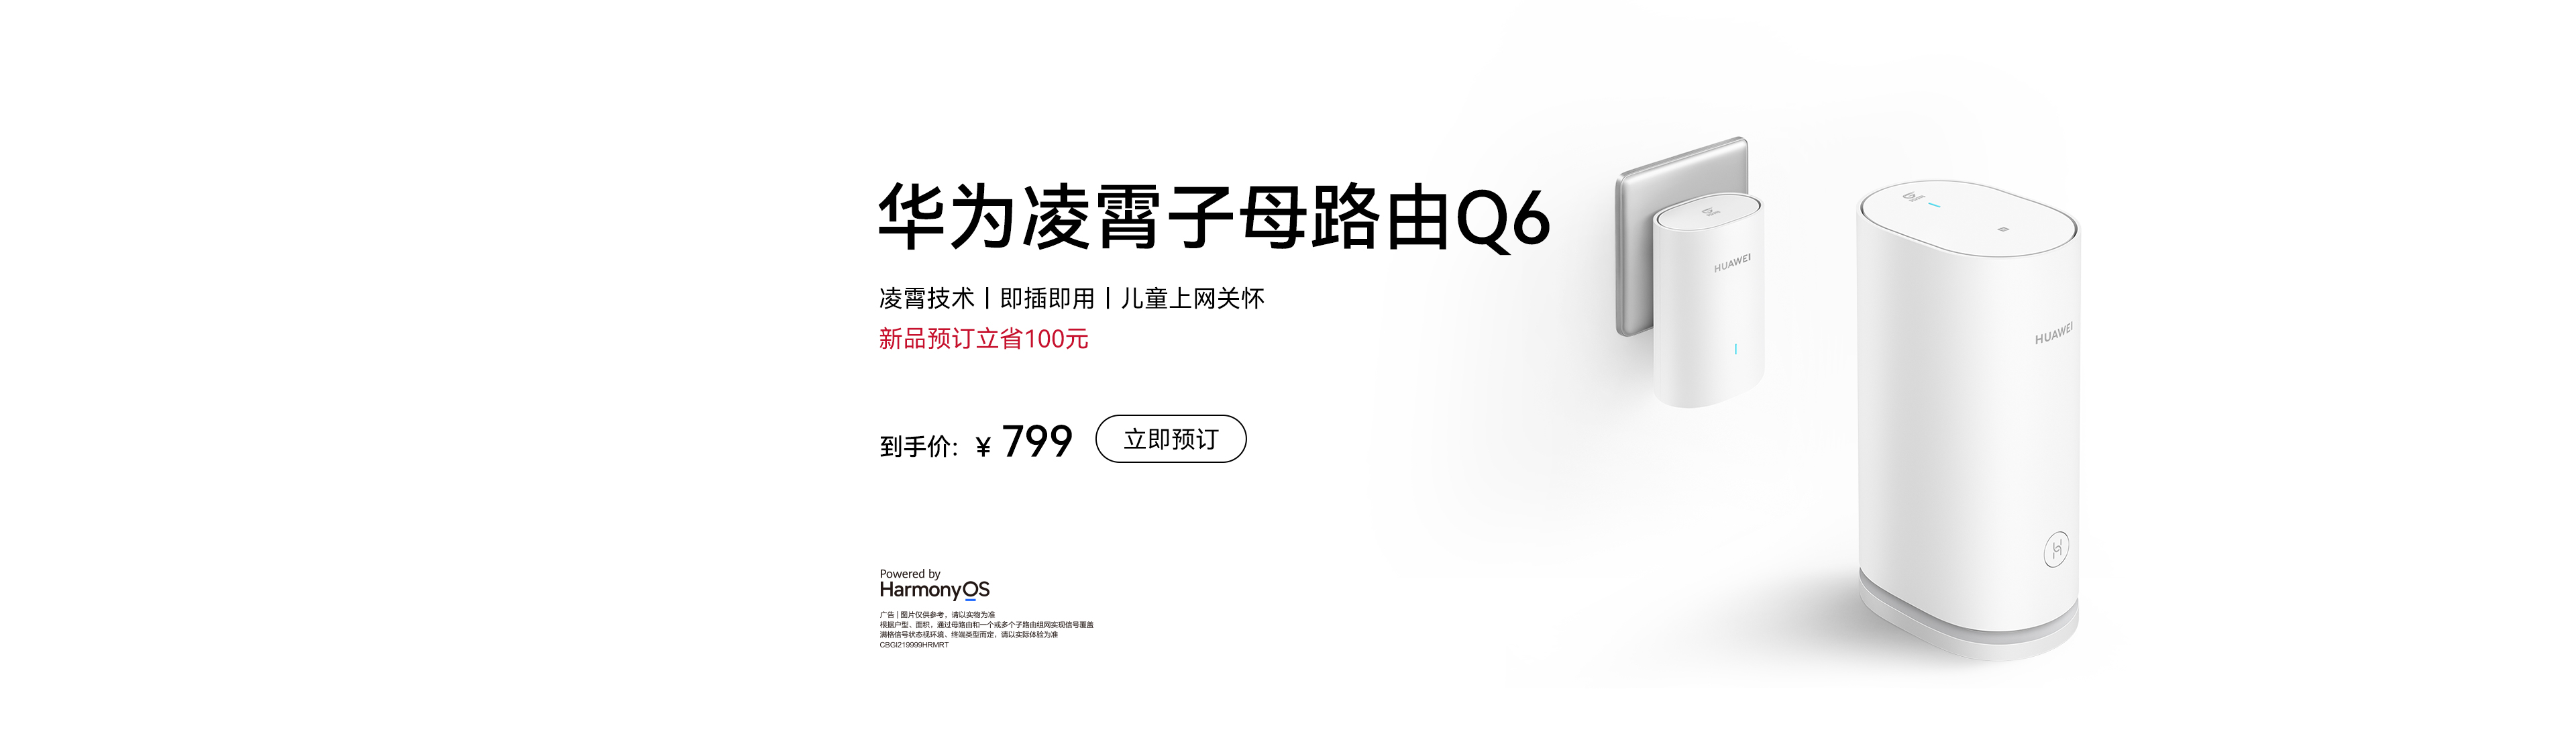 华为凌霄子母路由Q6
凌霄技术丨即插即用丨儿童上网关怀
新品预订立省100元
到手价: ¥ 799
立即预订
Powered by
HarmonyOS
广告 | 图片仅供参考，请以实物为准
根据户型、面积，通过母路由和一个或多个子路由组网实现信号覆盖
满格信号状态视环境、终端类型而定，请以实际体验为准
CBGI219999HRMRT
HUAWEI
HUAWEI